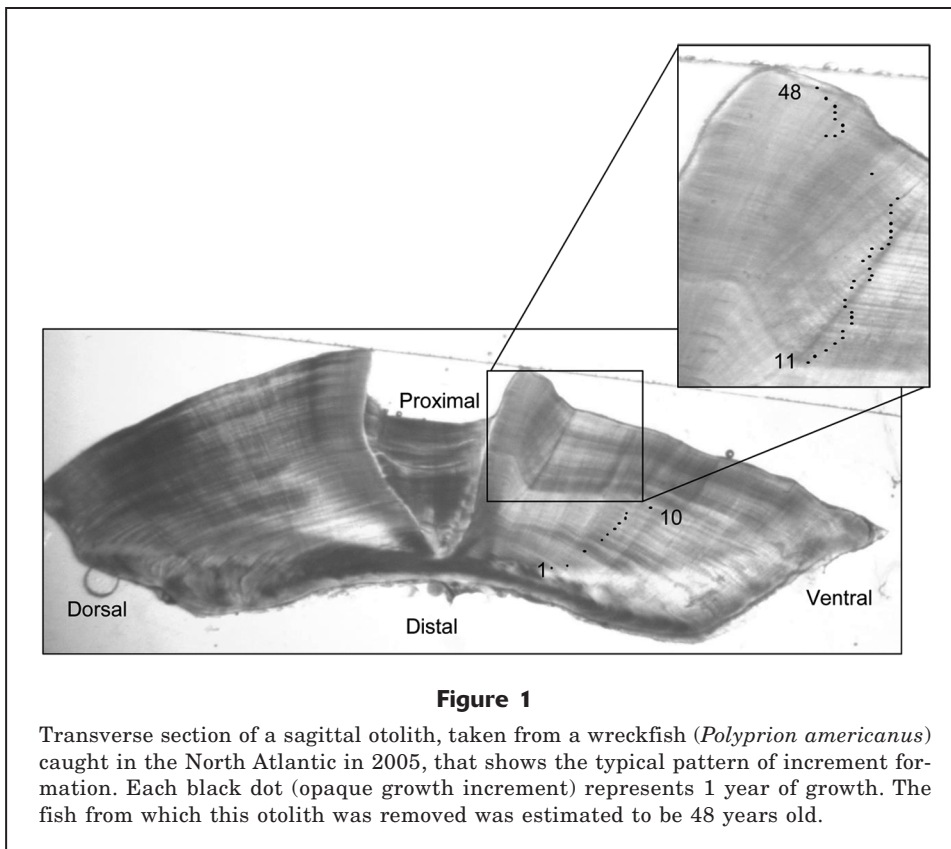 48
11
Proximal
10
1
Dorsal
Ventral
Distal
Figure 1
Transverse section of a sagittal otolith, taken from a wreckfish (Polyprion americanus)
caught in the North Atlantic in 2005, that shows the typical pattern of increment for-
mation. Each black dot (opaque growth increment) represents 1 year of growth. The
fish from which this otolith was removed was estimated to be 48 years old.